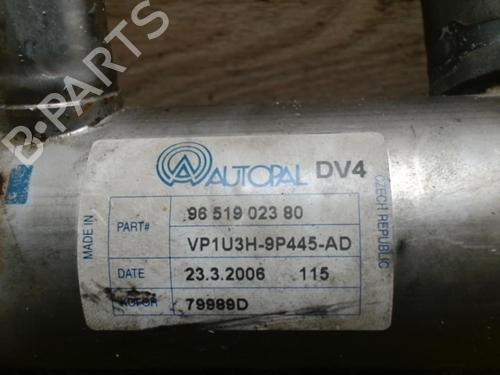 AUTOPAL DV4
MADE IN
PART# 96 519 023 80
VP1U3H-9P445-AD
DATE 23.3.2006 115
79989D
CZECH REPUBLIC
B-PARTS